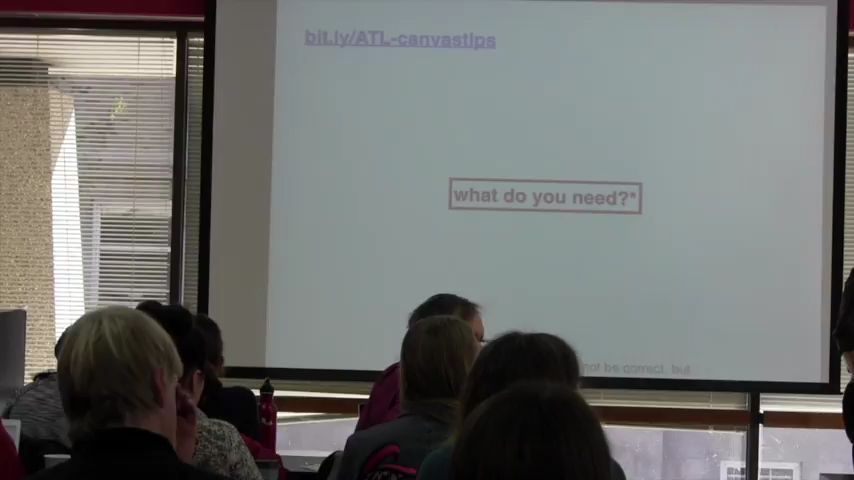 bit.ly/ATL-canvastips
what do you need?*
not be correct, but